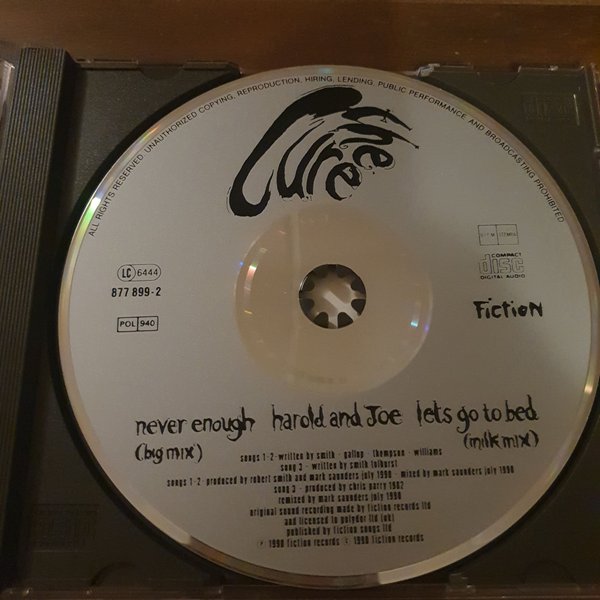 ALL RIGHTS RESERVED. UNAUTHORIZED COPYING, REPRODUCTION, HIRING, LENDING. PUBLIC PERFORMANCE AND BROADCASTING PROHIBITED
The Cure
LC 6444
877 899-2
POL 940
COMPACT
disc
DIGITAL AUDIO
Fiction
never enough harold and Joe lets go to bed
(big mix) (milk mix)
songs 1-2-written by smith · gallup · thompson · williams
song 3 - written by smith tolhurst
songs 1-2-produced by robert smith and mark saunders july 1990 - mixed by mark saunders july 1990
song 3 - produced by chris parry 1982
remixed by mark saunders july 1990
original sound recording made by fiction records ltd
and licensed to polydor ltd (uk)
published by fiction songs ltd
℗ 1990 fiction records © 1990 fiction records